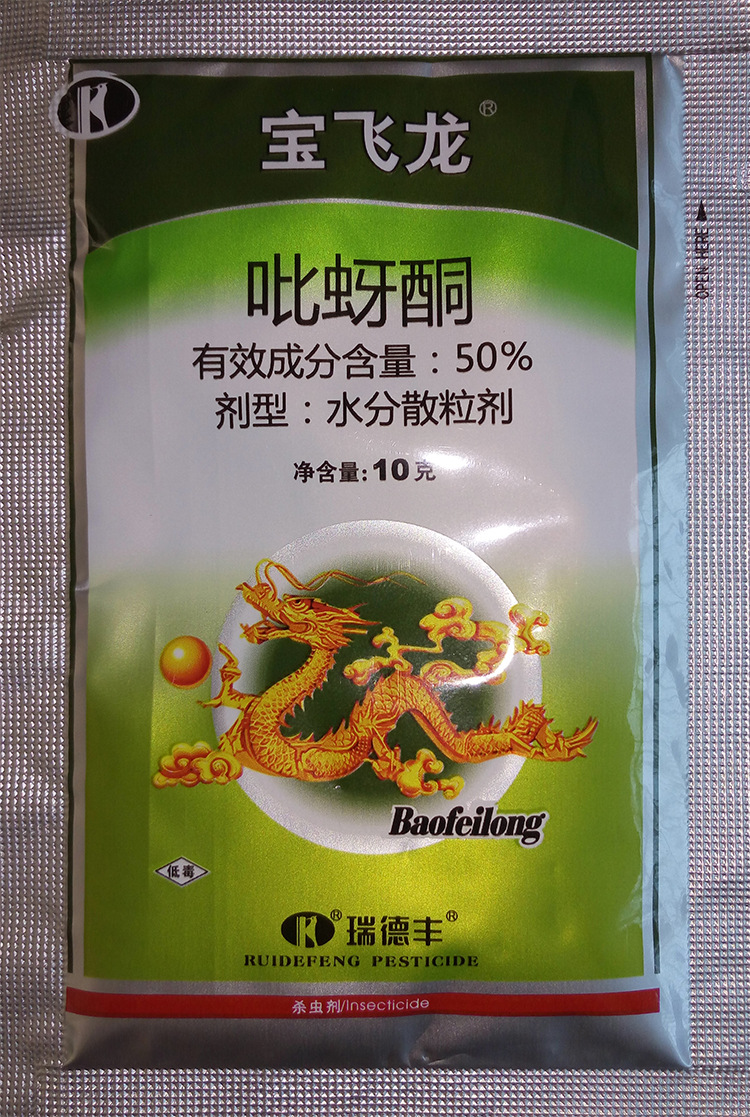 K
宝飞龙®
OPEN HERE
吡蚜酮
有效成分含量：50%
剂型：水分散粒剂
净含量:10克
Baofeilong
低毒
K® 瑞德丰®
RUIDEFENG PESTICIDE
杀虫剂/Insecticide